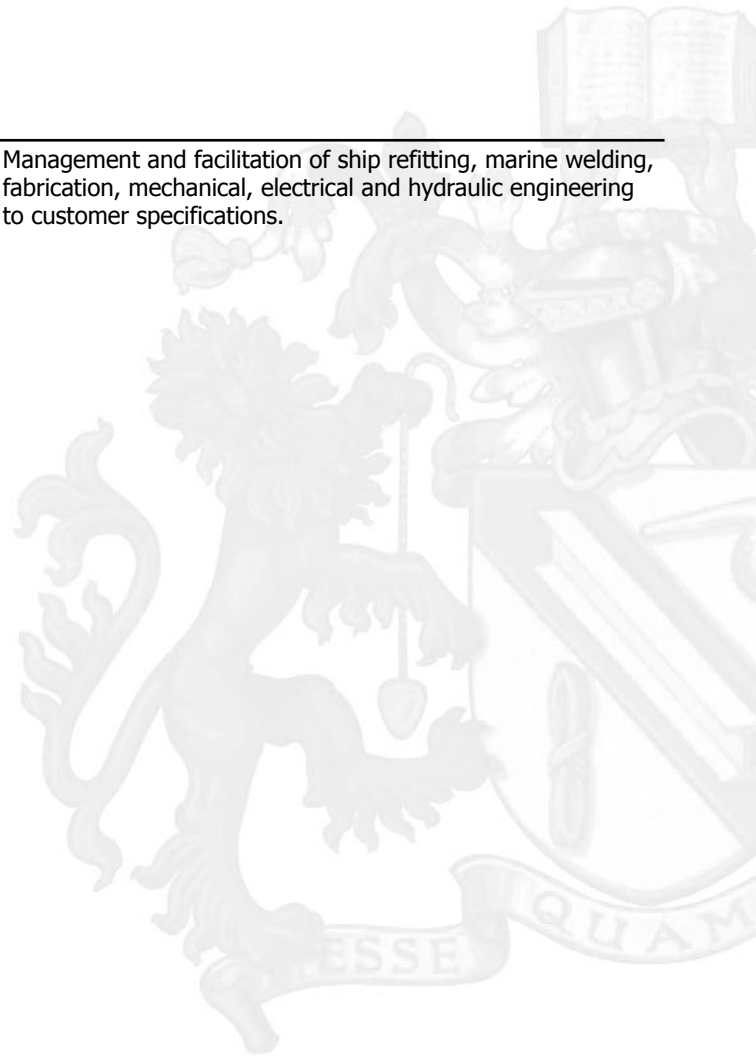 Management and facilitation of ship refitting, marine welding,
fabrication, mechanical, electrical and hydraulic engineering
to customer specifications.
ESSE
QUAM